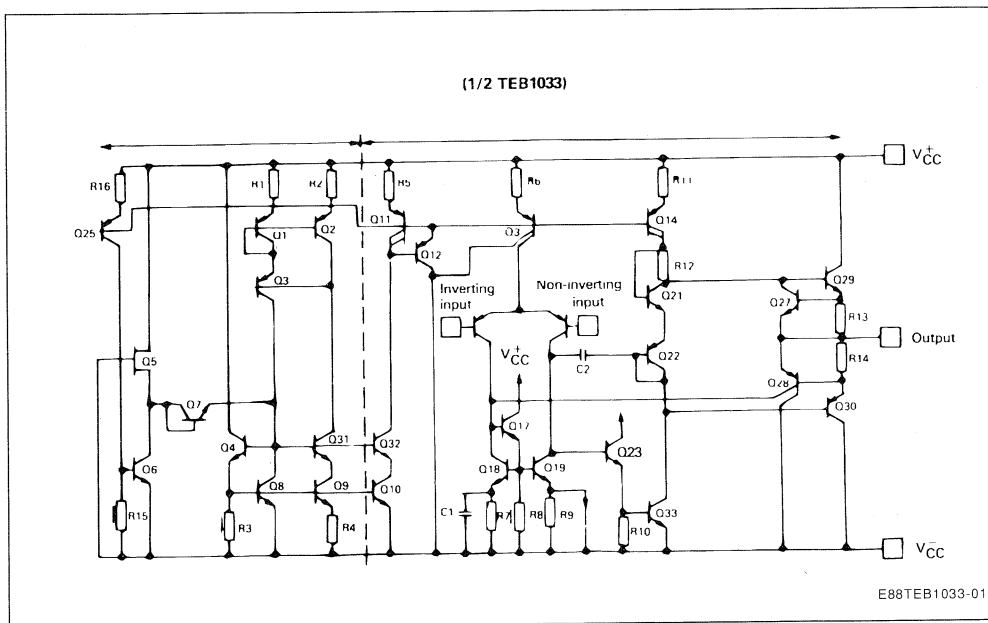 (1/2 TEB1033)
V+CC
R16
R1
R2
R5
R6
R11
Q25
Q1
Q2
Q11
Q12
Q3
Q14
R12
Q3
Q21
Q29
Q27
R13
Inverting input
Non-inverting input
Output
V+CC
Q5
Q7
C2
Q22
R14
Q28
Q30
Q4
Q31
Q32
Q17
Q23
Q6
Q8
Q9
Q10
Q18
Q19
R15
R3
R4
C1
R7
R8
R9
R10
Q33
V-CC
E88TEB1033-01